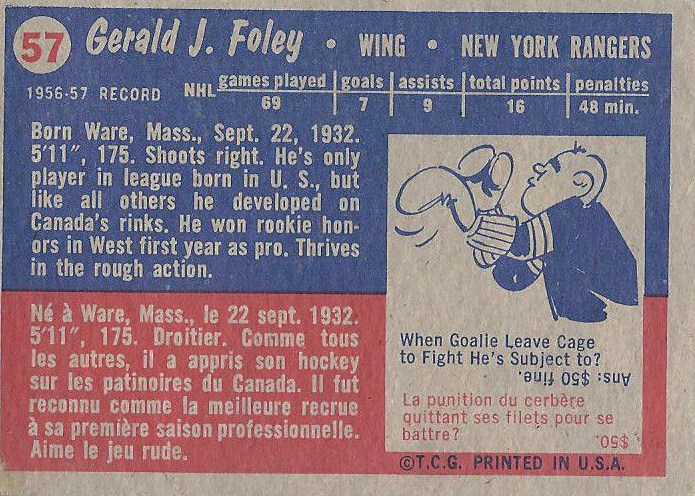 57 Gerald J. Foley • WING • NEW YORK RANGERS
1956-57 RECORD NHL games played goals assists total points penalties
69 7 9 16 48 min.
Born Ware, Mass., Sept. 22, 1932.
5'11", 175. Shoots right. He's only
player in league born in U. S., but
like all others he developed on
Canada's rinks. He won rookie hon-
ors in West first year as pro. Thrives
in the rough action.
Né à Ware, Mass., le 22 sept. 1932.
5'11", 175. Droitier. Comme tous
les autres, il a appris son hockey
sur les patinoires du Canada. Il fut
reconnu comme la meilleure recrue
à sa première saison professionnelle.
Aime le jeu rude.
When Goalie Leave Cage
to Fight He's Subject to?
Ans: $50 fine.
La punition du cerbère
quittant ses filets pour se
battre?
$50.
©T.C.G. PRINTED IN U.S.A.